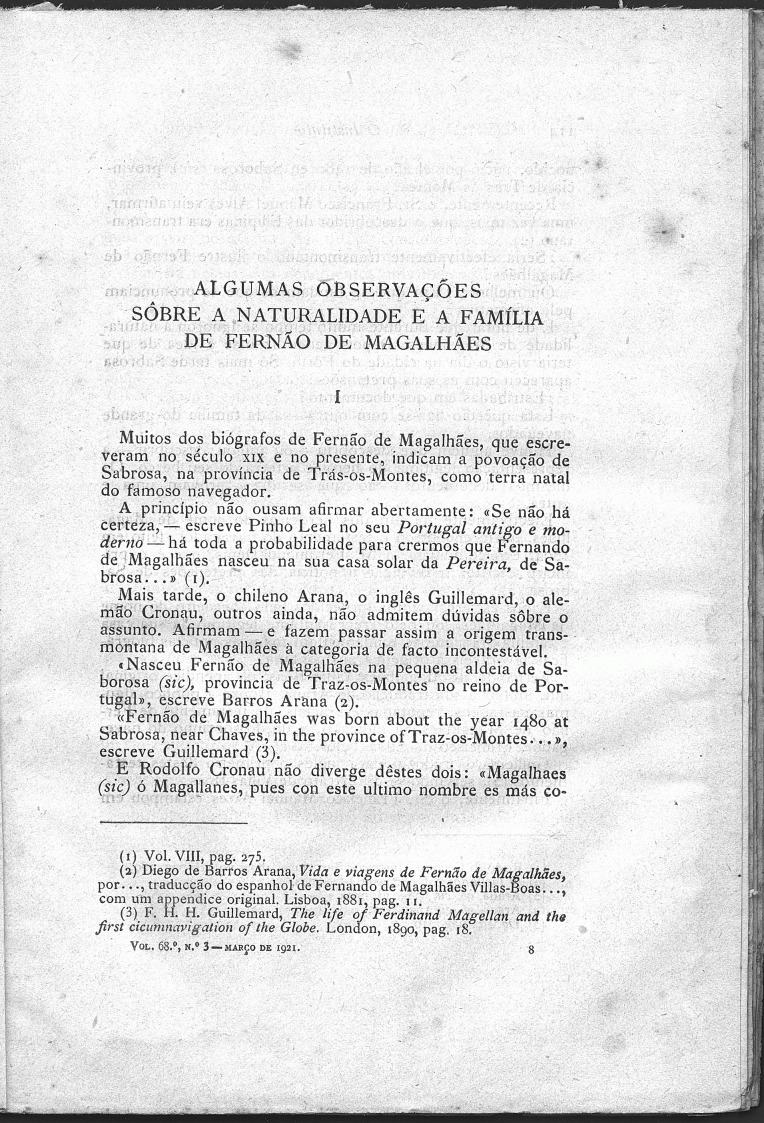 ALGUMAS OBSERVAÇÕES
SÔBRE A NATURALIDADE E A FAMÍLIA
DE FERNÃO DE MAGALHÃES
I
Muitos dos biógrafos de Fernão de Magalhães, que escre-
veram no século XIX e no presente, indicam a povoação de
Sabrosa, na província de Trás-os-Montes, como terra natal
do famoso navegador.
A princípio não ousam afirmar abertamente: «Se não há
certeza, — escreve Pinho Leal no seu Portugal antigo e mo-
derno — há toda a probabilidade para crermos que Fernando
de Magalhães nasceu na sua casa solar da Pereira, de Sa-
brosa...» (1).
Mais tarde, o chileno Arana, o inglês Guillemard, o ale-
mão Cronau, outros ainda, não admitem dúvidas sôbre o
assunto. Afirmam — e fazem passar assim a origem trans-
montana de Magalhães à categoria de facto incontestável.
«Nasceu Fernão de Magalhães na pequena aldeia de Sa-
borosa (sic), provincia de Traz-os-Montes no reino de Por-
tugal», escreve Barros Arana (2).
«Fernão de Magalhães was born about the year 1480 at
Sabrosa, near Chaves, in the province of Traz-os-Montes...»,
escreve Guillemard (3).
E Rodolfo Cronau não diverge dêstes dois: «Magalhaes
(sic) ó Magallanes, pues con este ultimo nombre es más co-
(1) Vol. VIII, pag. 275.
(2) Diego de Barros Arana, Vida e viagens de Fernão de Magalhães,
por..., traducção do espanhol de Fernando de Magalhães Villas-Boas...,
com um appendice original. Lisboa, 1881, pag. 11.
(3) F. H. H. Guillemard, The life of Ferdinand Magellan and the
first cicumnavigation of the Globe. London, 1890, pag. 18.
VOL. 68.º, N.º 3 — MARÇO DE 1921. 8